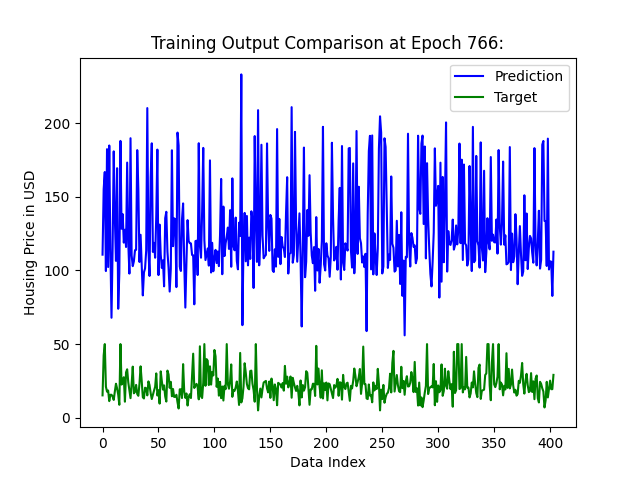 Training Output Comparison at Epoch 766:
Prediction
Target
Housing Price in USD
200
150
100
50
0
0 50 100 150 200 250 300 350 400
Data Index